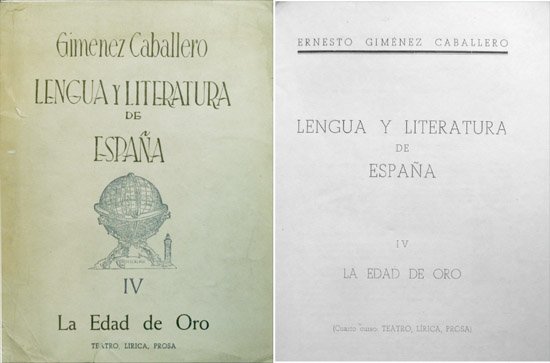 Gimenez Caballero
LENGUA Y LITERATURA
DE
ESPAÑA
IV
La Edad de Oro
TEATRO, LÍRICA, PROSA
ERNESTO GIMÉNEZ CABALLERO
LENGUA Y LITERATURA
DE
ESPAÑA
IV
LA EDAD DE ORO
(Cuarto curso: TEATRO, LÍRICA, PROSA)